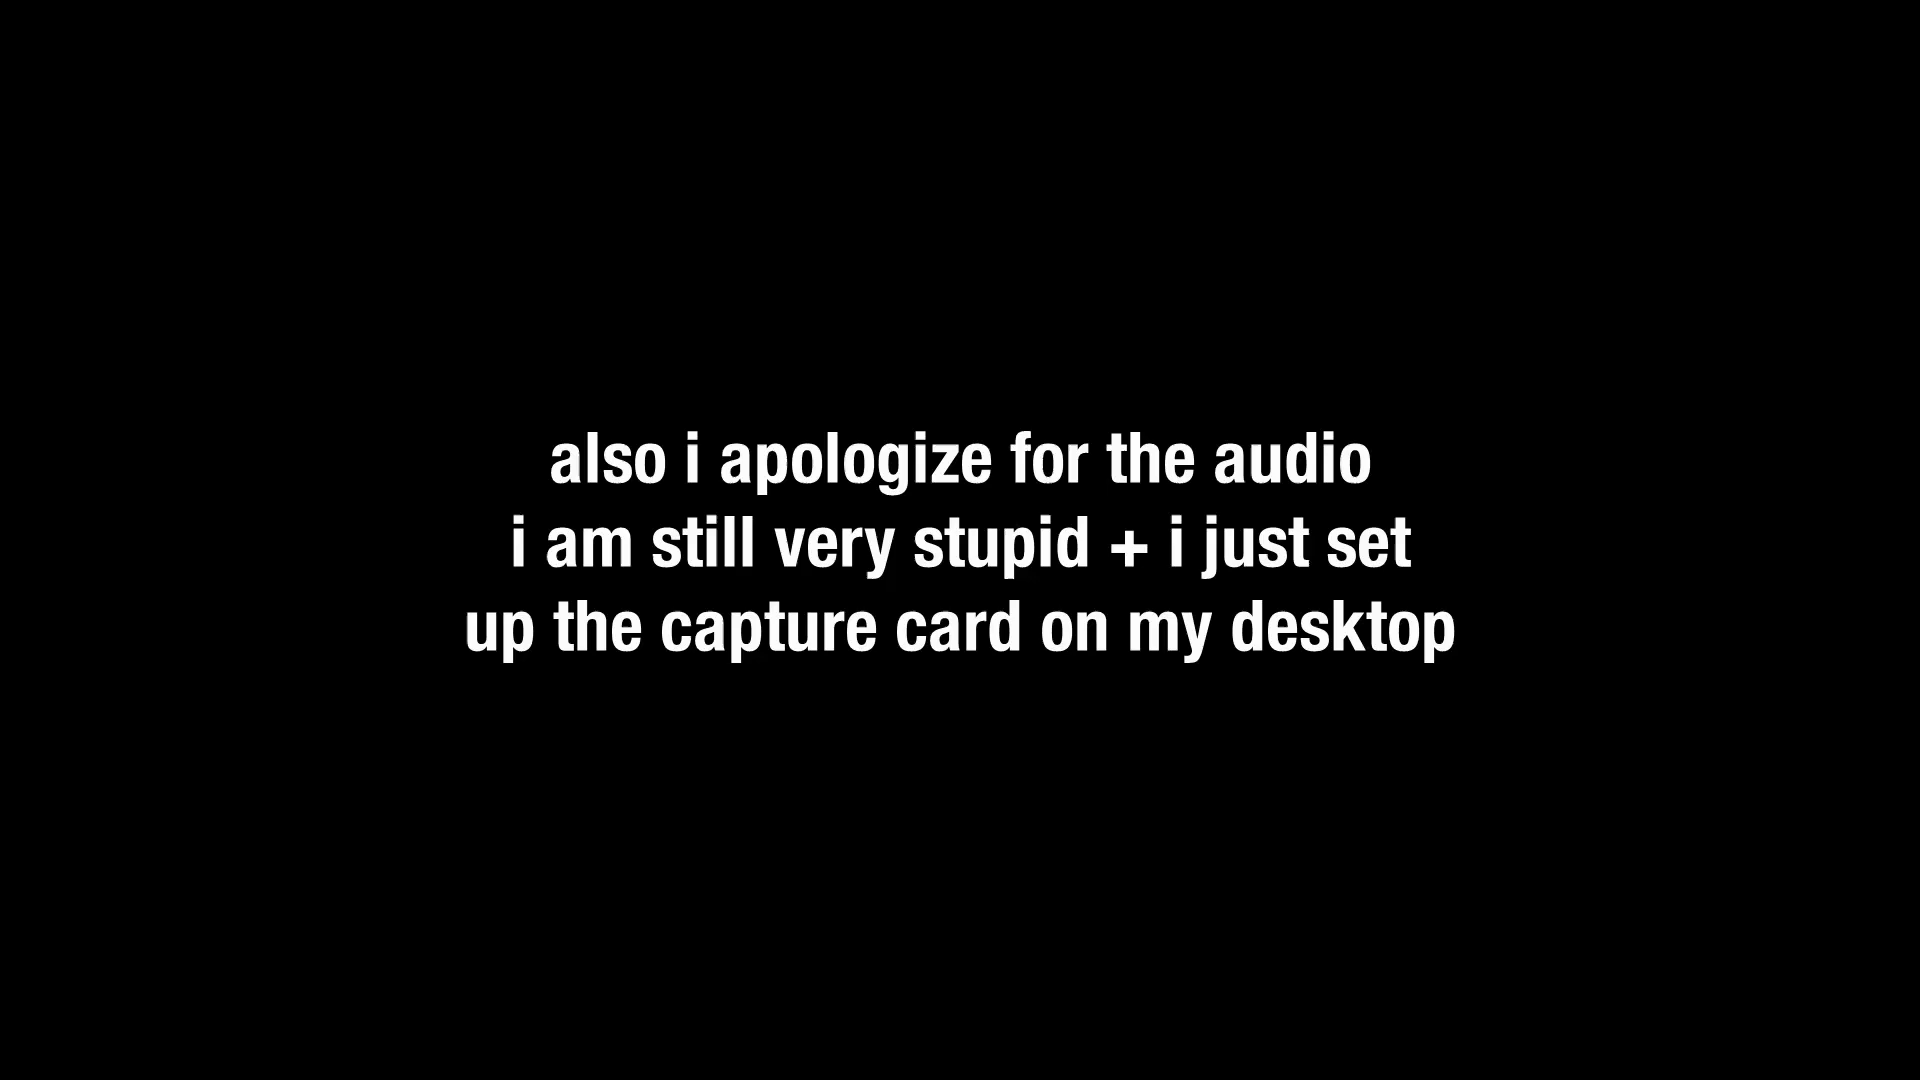 also i apologize for the audio
i am still very stupid + i just set
up the capture card on my desktop